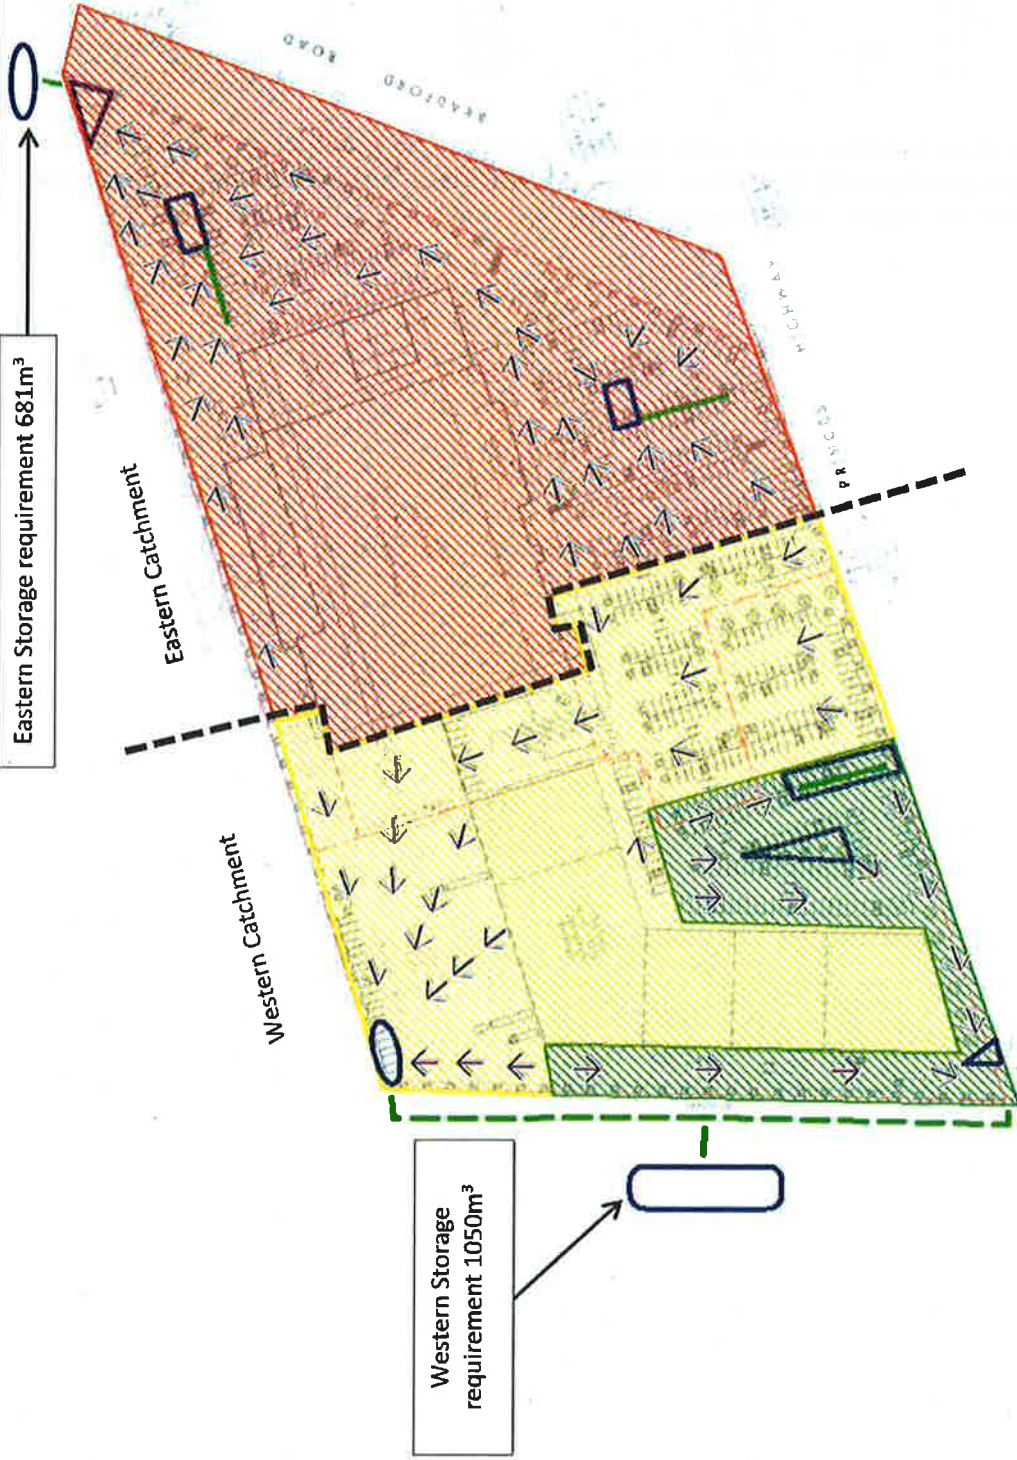 Eastern Storage requirement 681m³
Eastern Catchment
Western Catchment
Western Storage
requirement 1050m³
BRADFORD ROAD
PRINCES HIGHWAY